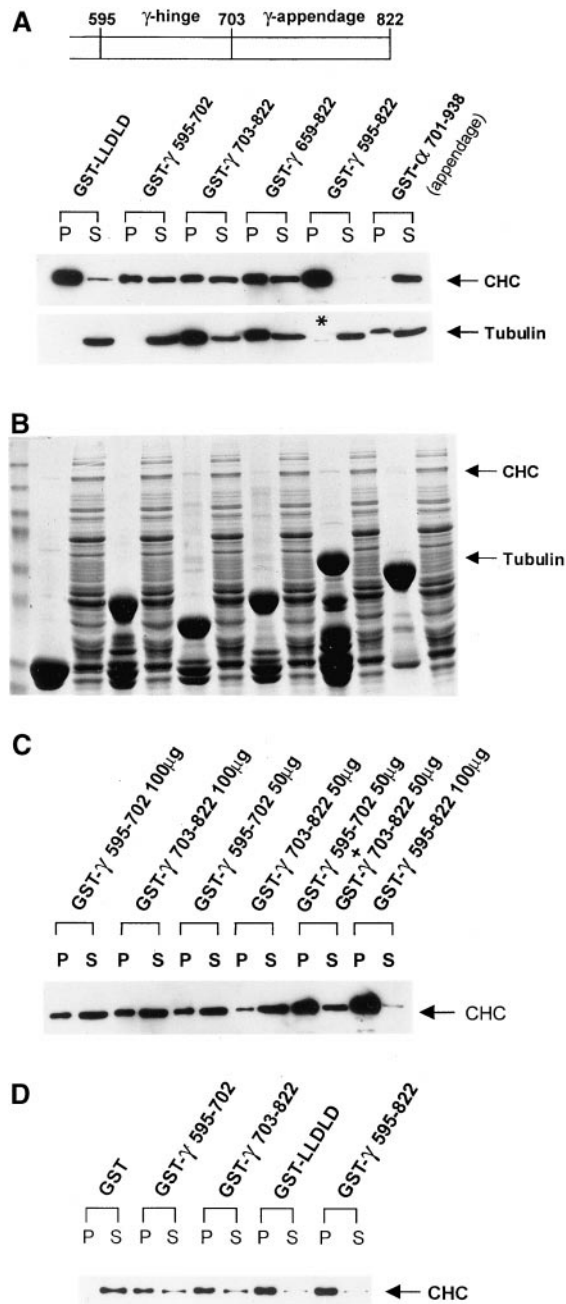 A
595 γ-hinge 703 γ-appendage 822
GST-LLDLD
GST-γ 595-702
GST-γ 703-822
GST-γ 659-822
GST-γ 595-822
GST-α 701-938
(appendage)
P S P S P S P S P S P S
CHC
*
Tubulin
B
CHC
Tubulin
C
GST-γ 595-702 100μg
GST-γ 703-822 100μg
GST-γ 595-702 50μg
GST-γ 703-822 50μg
GST-γ 595-702 50μg
+
GST-γ 703-822 50μg
GST-γ 595-822 100μg
P S P S P S P S P S P S
CHC
D
GST
GST-γ 595-702
GST-γ 703-822
GST-LLDLD
GST-γ 595-822
P S P S P S P S P S
CHC